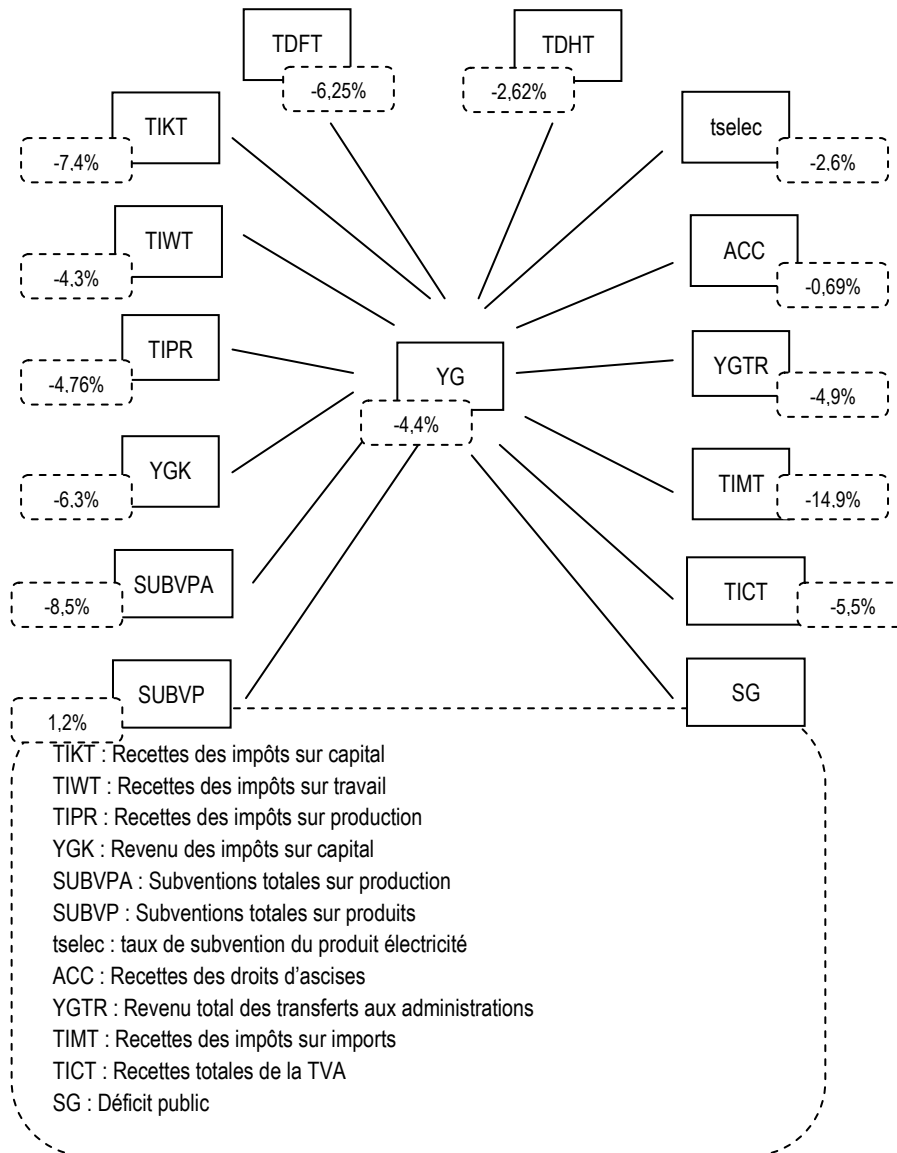 TDFT
-6,25%
TDHT
-2,62%
TIKT
-7,4%
tselec
-2,6%
TIWT
-4,3%
ACC
-0,69%
TIPR
-4,76%
YG
-4,4%
YGTR
-4,9%
YGK
-6,3%
TIMT
-14,9%
SUBVPA
-8,5%
TICT
-5,5%
SUBVP
1,2%
SG
TIKT : Recettes des impôts sur capital
TIWT : Recettes des impôts sur travail
TIPR : Recettes des impôts sur production
YGK : Revenu des impôts sur capital
SUBVPA : Subventions totales sur production
SUBVP : Subventions totales sur produits
tselec : taux de subvention du produit électricité
ACC : Recettes des droits d’ascises
YGTR : Revenu total des transferts aux administrations
TIMT : Recettes des impôts sur imports
TICT : Recettes totales de la TVA
SG : Déficit public